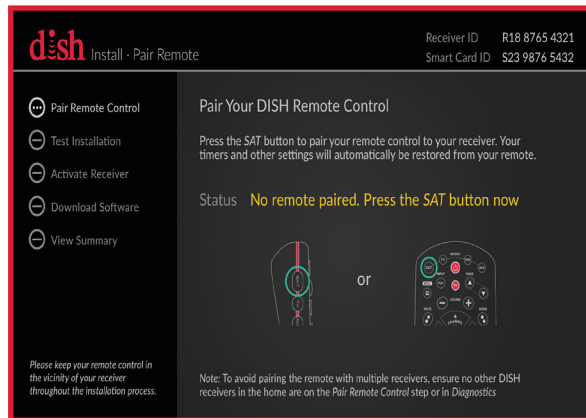 dish Install · Pair Remote
Receiver ID R18 8765 4321
Smart Card ID S23 9876 5432
Pair Remote Control
Test Installation
Activate Receiver
Download Software
View Summary
Please keep your remote control in
the vicinity of your receiver
throughout the installation process.
Pair Your DISH Remote Control
Press the SAT button to pair your remote control to your receiver. Your
timers and other settings will automatically be restored from your remote.
Status No remote paired. Press the SAT button now
SAT
or
SAT
TV
Note: To avoid pairing the remote with multiple receivers, ensure no other DISH
receivers in the home are on the Pair Remote Control step or in Diagnostics